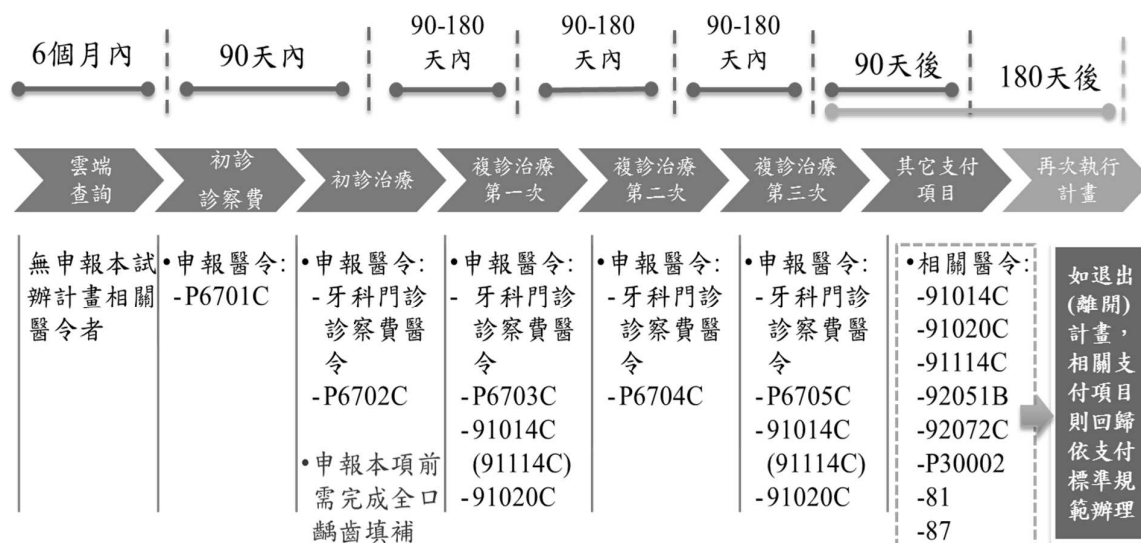 6個月內
90天內
90-180
天內
90-180
天內
90-180
天內
90天後
180天後
雲端
查詢
初診
診察費
初診治療
複診治療
第一次
複診治療
第二次
複診治療
第三次
其它支付
項目
再次執行
計畫
無申報本試
辦計畫相關
醫令者
•申報醫令:
-P6701C
•申報醫令:
-牙科門診
診察費醫
令
-P6702C
•申報本項前
需完成全口
齲齒填補
•申報醫令:
- 牙科門診
診察費醫
令
-P6703C
-91014C
(91114C)
-91020C
•申報醫令:
-牙科門診
診察費醫
令
-P6704C
•申報醫令:
-牙科門診
診察費醫
令
-P6705C
-91014C
(91114C)
-91020C
•相關醫令:
-91014C
-91020C
-91114C
-92051B
-92072C
-P30002
-81
-87
如退出
(離開)
計畫，
相關支
付項目
則回歸
依支付
標準規
範辦理